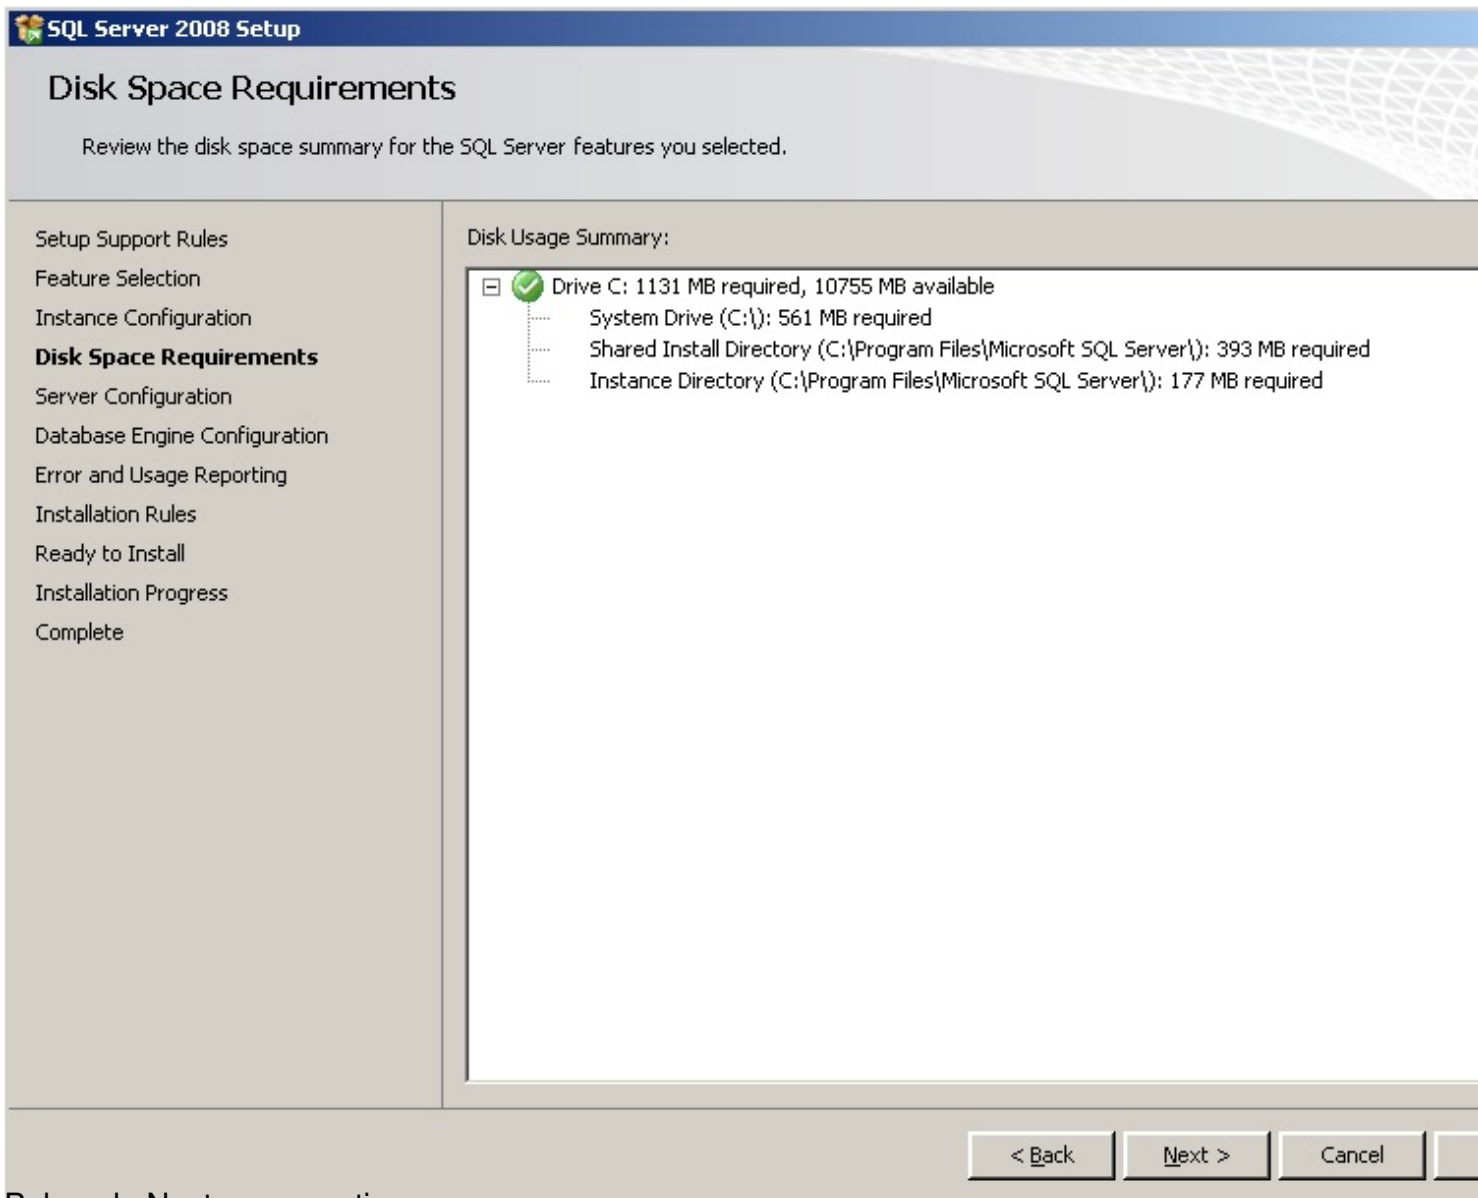 SQL Server 2008 Setup
Disk Space Requirements
Review the disk space summary for the SQL Server features you selected.
Setup Support Rules
Feature Selection
Instance Configuration
Disk Space Requirements
Server Configuration
Database Engine Configuration
Error and Usage Reporting
Installation Rules
Ready to Install
Installation Progress
Complete
Disk Usage Summary:
Drive C: 1131 MB required, 10755 MB available
System Drive (C:\): 561 MB required
Shared Install Directory (C:\Program Files\Microsoft SQL Server\): 393 MB required
Instance Directory (C:\Program Files\Microsoft SQL Server\): 177 MB required
< Back
Next >
Cancel